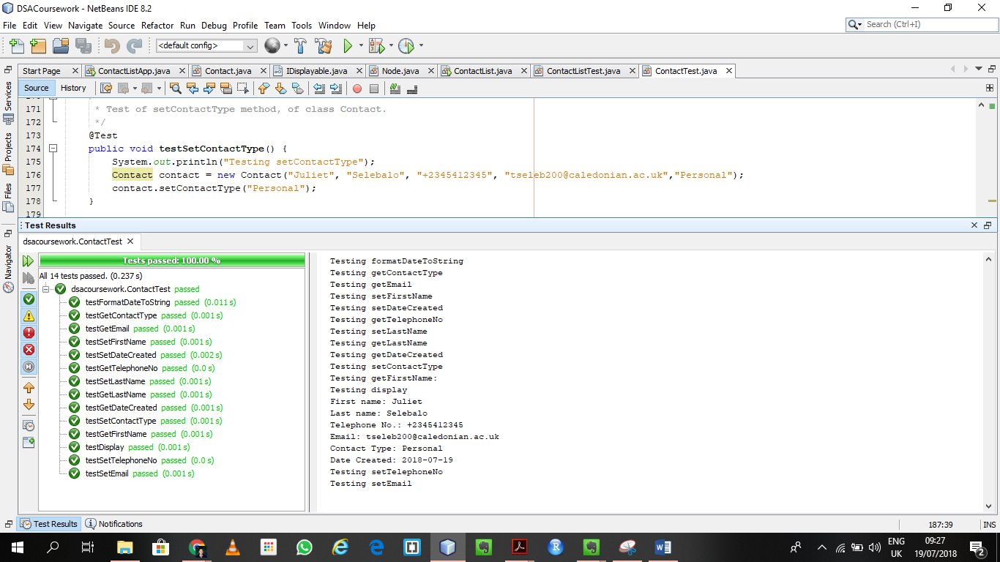 DSACoursework - NetBeans IDE 8.2
File Edit View Navigate Source Refactor Run Debug Profile Team Tools Window Help
Search (Ctrl+I)
<default config>
Start Page ContactListApp.java Contact.java IDisplayable.java Node.java ContactList.java ContactListTest.java ContactTest.java
Source History
Services
Projects
Files
Navigator
171 * Test of setContactType method, of class Contact.
172 */
173 @Test
174 public void testSetContactType() {
175 System.out.println("Testing setContactType");
176 Contact contact = new Contact("Juliet", "Selebalo", "+2345412345", "tseleb200@caledonian.ac.uk","Personal");
177 contact.setContactType("Personal");
178 }
179
Test Results
dsacoursework.ContactTest
Tests passed: 100.00 %
All 14 tests passed. (0.237 s)
dsacoursework.ContactTest passed
testFormatDateToString passed (0.011 s)
testGetContactType passed (0.001 s)
testGetEmail passed (0.001 s)
testSetFirstName passed (0.001 s)
testSetDateCreated passed (0.002 s)
testGetTelephoneNo passed (0.0 s)
testSetLastName passed (0.001 s)
testGetLastName passed (0.001 s)
testGetDateCreated passed (0.001 s)
testSetContactType passed (0.001 s)
testGetFirstName passed (0.001 s)
testDisplay passed (0.001 s)
testSetTelephoneNo passed (0.0 s)
testSetEmail passed (0.001 s)
Testing formatDateToString
Testing getContactType
Testing getEmail
Testing setFirstName
Testing setDateCreated
Testing getTelephoneNo
Testing setLastName
Testing getLastName
Testing getDateCreated
Testing setContactType
Testing getFirstName:
Testing display
First name: Juliet
Last name: Selebalo
Telephone No.: +2345412345
Email: tseleb200@caledonian.ac.uk
Contact Type: Personal
Date Created: 2018-07-19
Testing setTelephoneNo
Testing setEmail
Test Results Notifications
187:39 INS
ENG
UK
09:27
19/07/2018
2